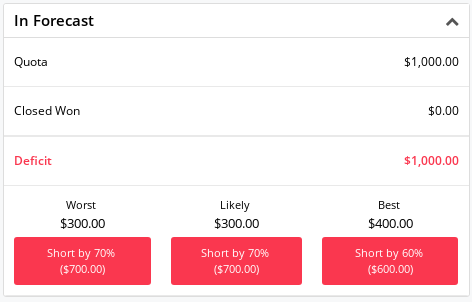 In Forecast
Quota $1,000.00
Closed Won $0.00
Deficit $1,000.00
Worst Likely Best
$300.00 $300.00 $400.00
Short by 70% Short by 70% Short by 60%
($700.00) ($700.00) ($600.00)